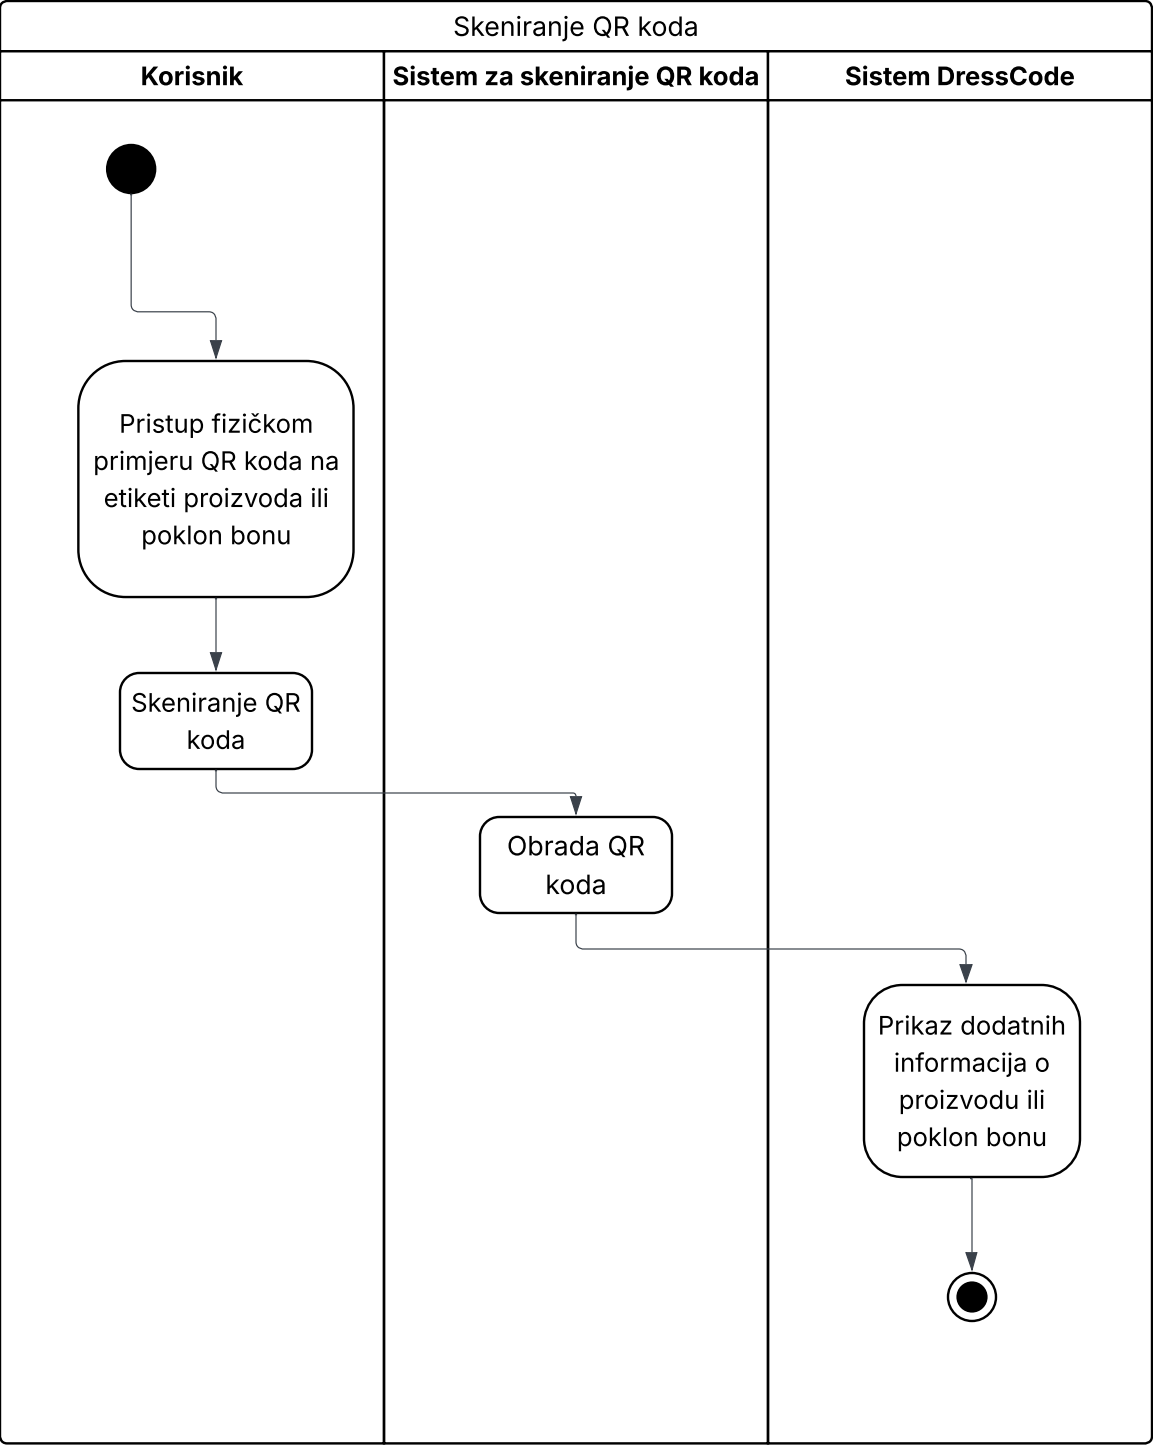 Skeniranje QR koda
Korisnik
Sistem za skeniranje QR koda
Sistem DressCode
Pristup fizičkom
primjeru QR koda na
etiketi proizvoda ili
poklon bonu
Skeniranje QR
koda
Obrada QR
koda
Prikaz dodatnih
informacija o
proizvodu ili
poklon bonu